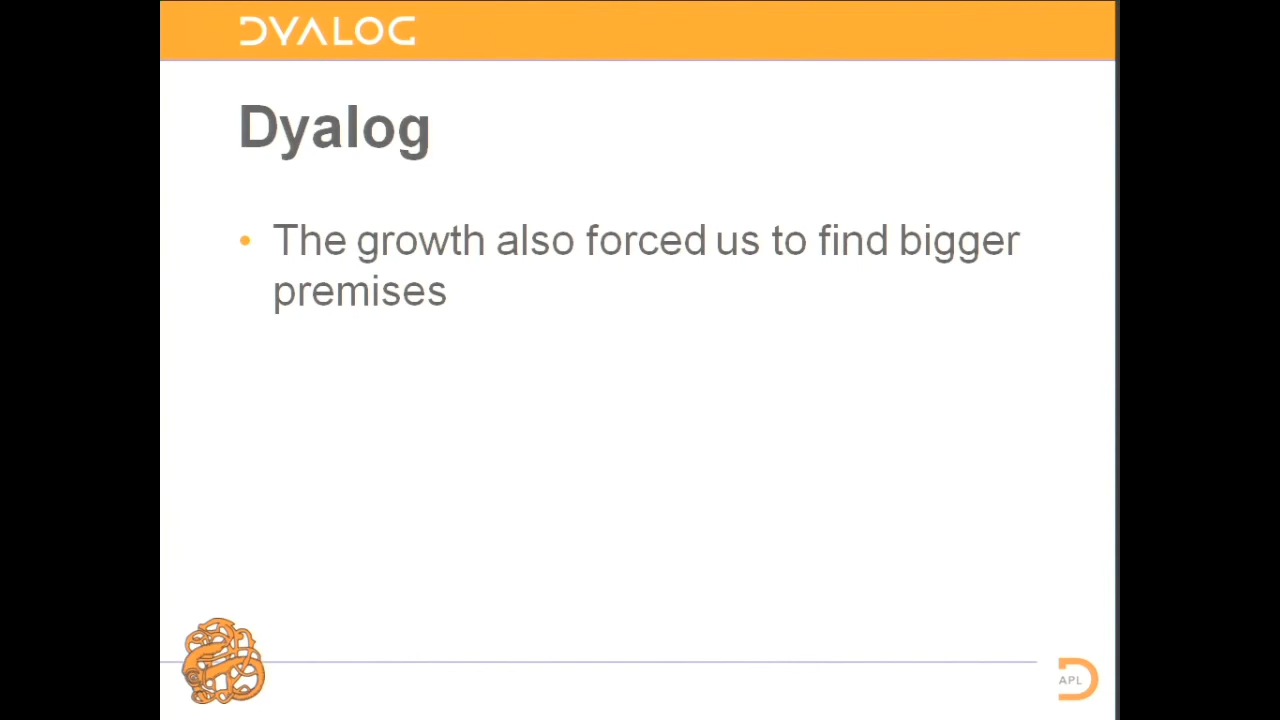 DYALOG
Dyalog
• The growth also forced us to find bigger
premises
APL